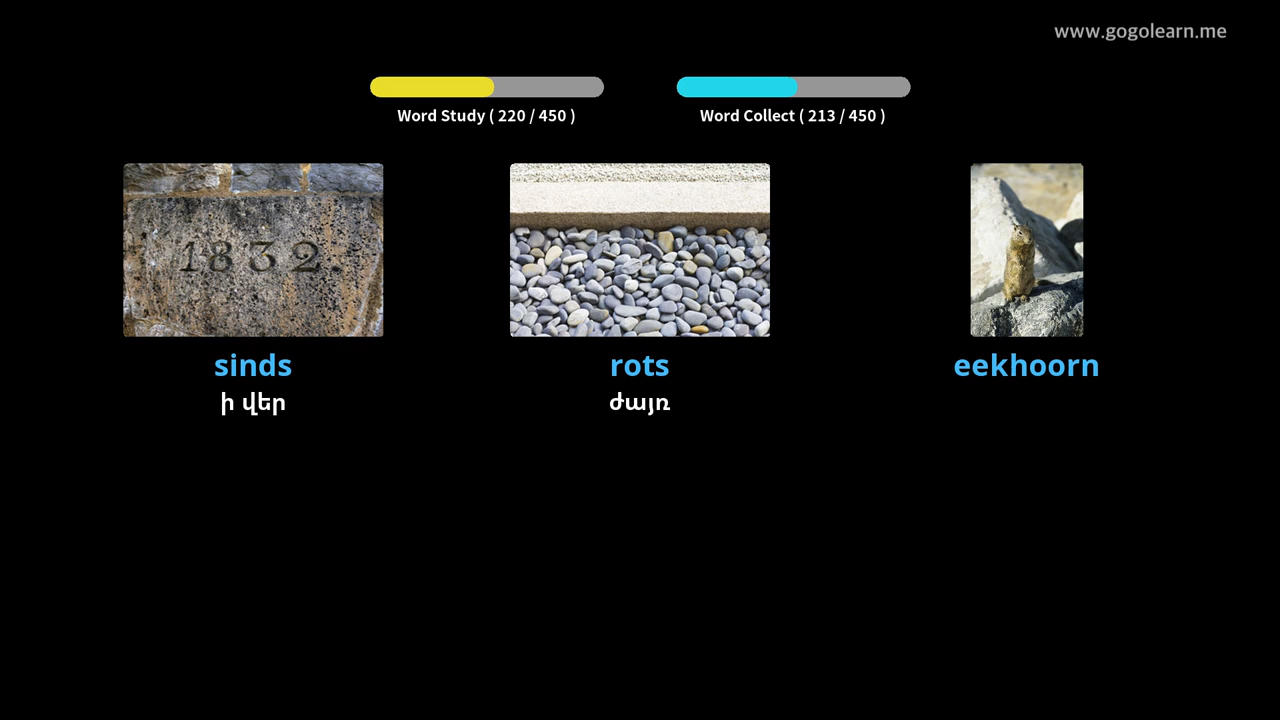 www.gogolearn.me
Word Study ( 220 / 450 )
Word Collect ( 213 / 450 )
1832.
sinds
rots
eekhoorn
ի վեր
ժայռ